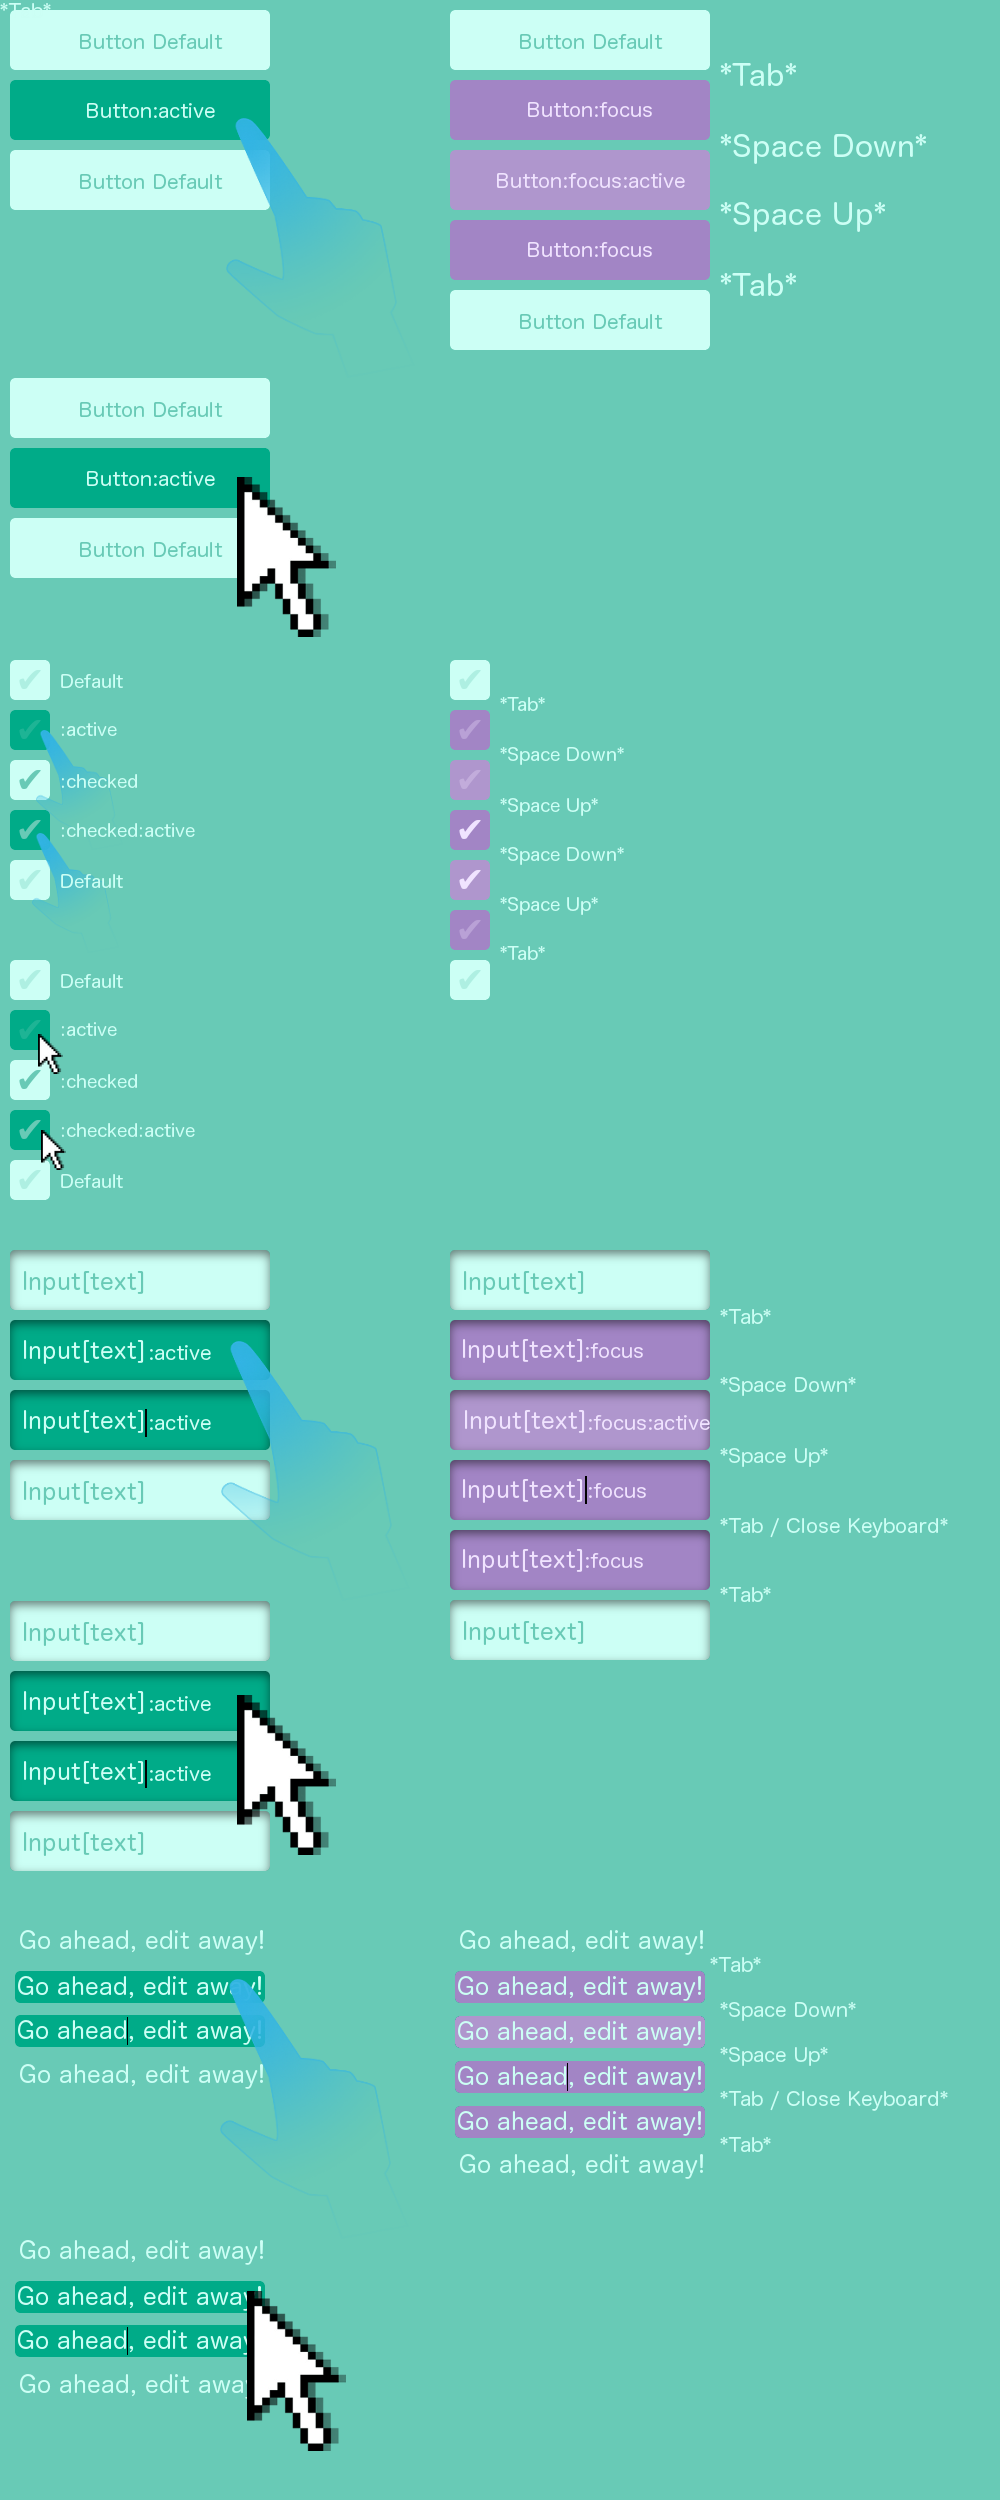 *Tab*
Button Default
Button:active
Button Default
Button Default
*Tab*
Button:focus
*Space Down*
Button:focus:active
*Space Up*
Button:focus
*Tab*
Button Default
Button Default
Button:active
Button Default
Default
:active
:checked
:checked:active
Default
*Tab*
*Space Down*
*Space Up*
*Space Down*
*Space Up*
*Tab*
Default
:active
:checked
:checked:active
Default
Input[text]
Input[text] :active
Input[text] :active
Input[text]
Input[text]
*Tab*
Input[text]:focus
*Space Down*
Input[text]:focus:active
*Space Up*
Input[text]:focus
*Tab / Close Keyboard*
Input[text]:focus
*Tab*
Input[text]
Input[text]
Input[text] :active
Input[text] :active
Input[text]
Go ahead, edit away!
Go ahead, edit away!
Go ahead, edit away!
Go ahead, edit away!
Go ahead, edit away!
*Tab*
Go ahead, edit away!
*Space Down*
Go ahead, edit away!
*Space Up*
Go ahead, edit away!
*Tab / Close Keyboard*
Go ahead, edit away!
*Tab*
Go ahead, edit away!
Go ahead, edit away!
Go ahead, edit away!
Go ahead, edit away
Go ahead, edit away